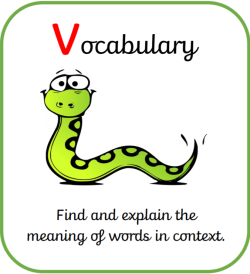 Vocabulary
Find and explain the
meaning of words in context.